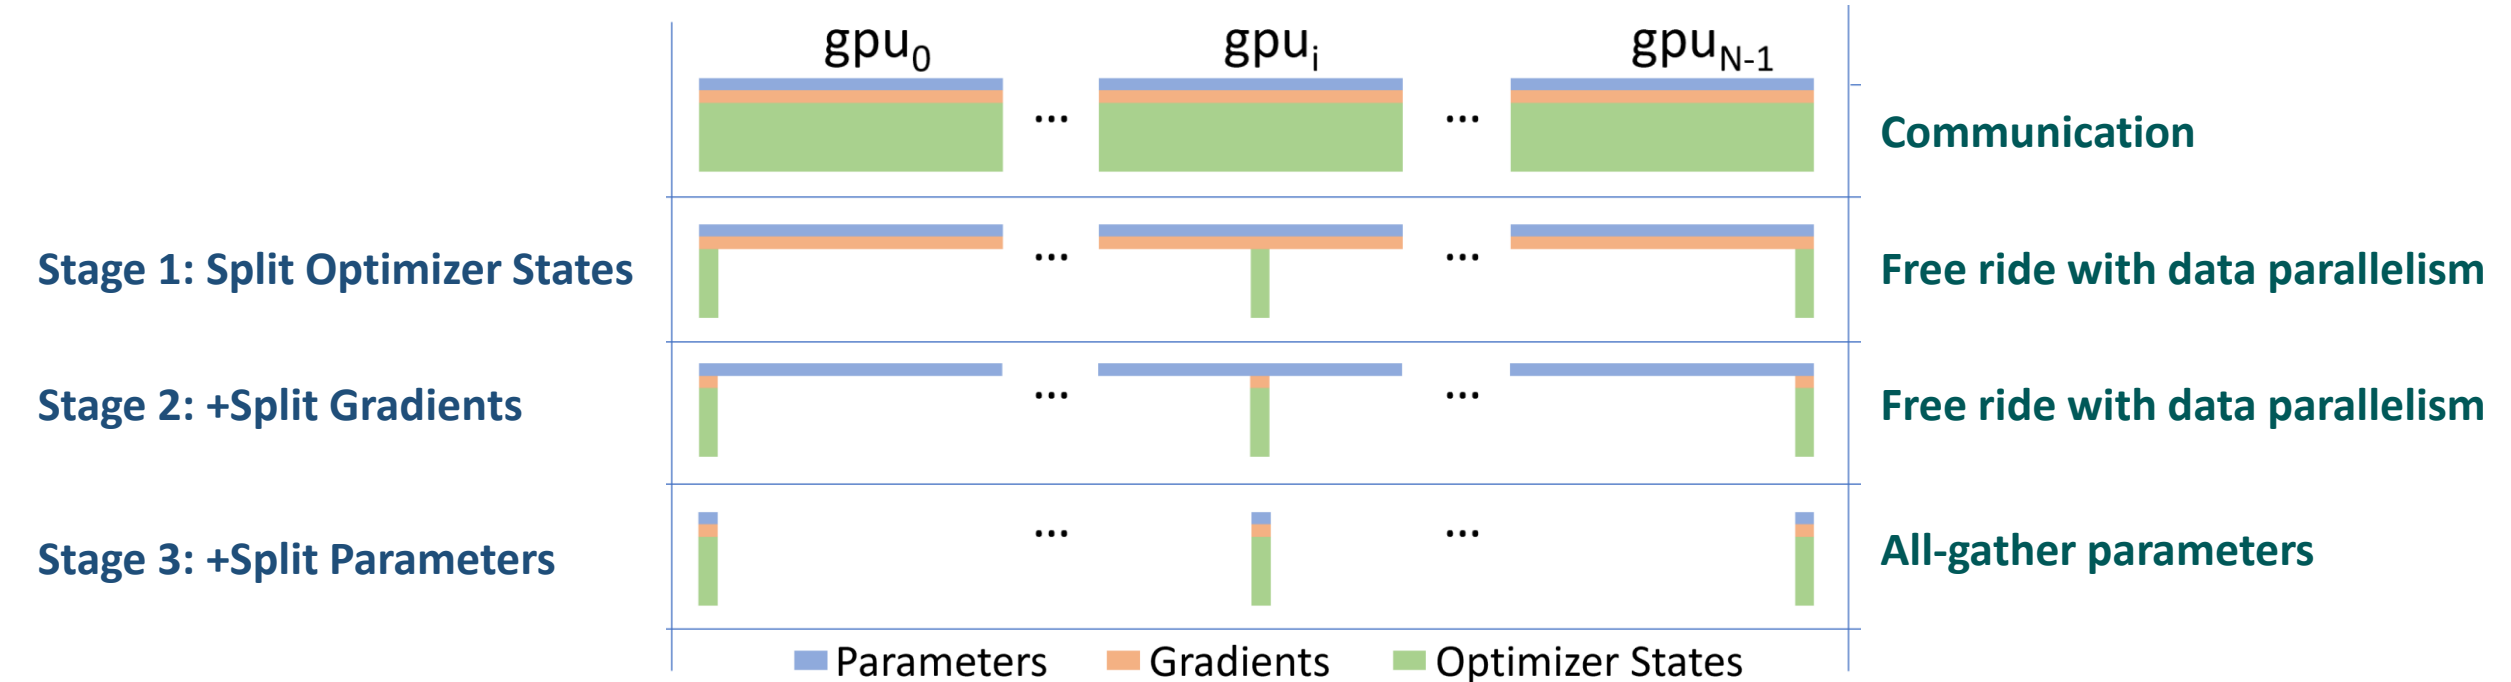 gpu0 gpui gpuN-1
... ...
Communication
Stage 1: Split Optimizer States ... ... Free ride with data parallelism
Stage 2: +Split Gradients ... ... Free ride with data parallelism
Stage 3: +Split Parameters ... ... All-gather parameters
Parameters Gradients Optimizer States